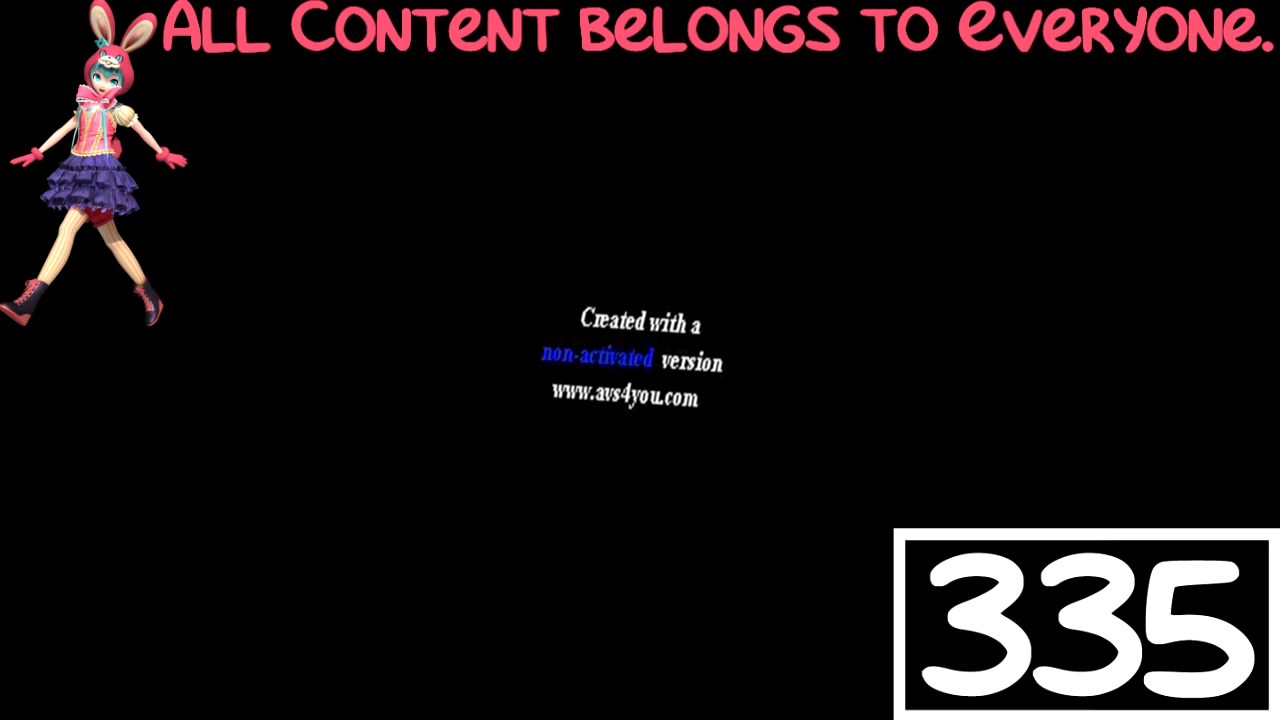 ALL CONTENT BELONGS TO EVERYONE.
Created with a
non-activated version
www.avs4you.com
335